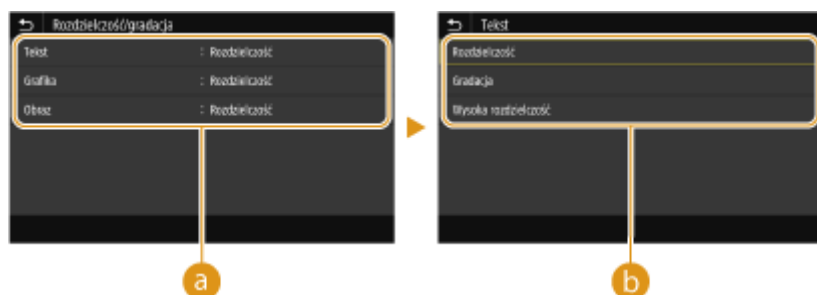 Rozdzielczość/gradacja
Tekst : Rozdzielczość
Grafika : Rozdzielczość
Obraz : Rozdzielczość
a
Tekst
Rozdzielczość
Gradacja
Wysoka rozdzielczość
b